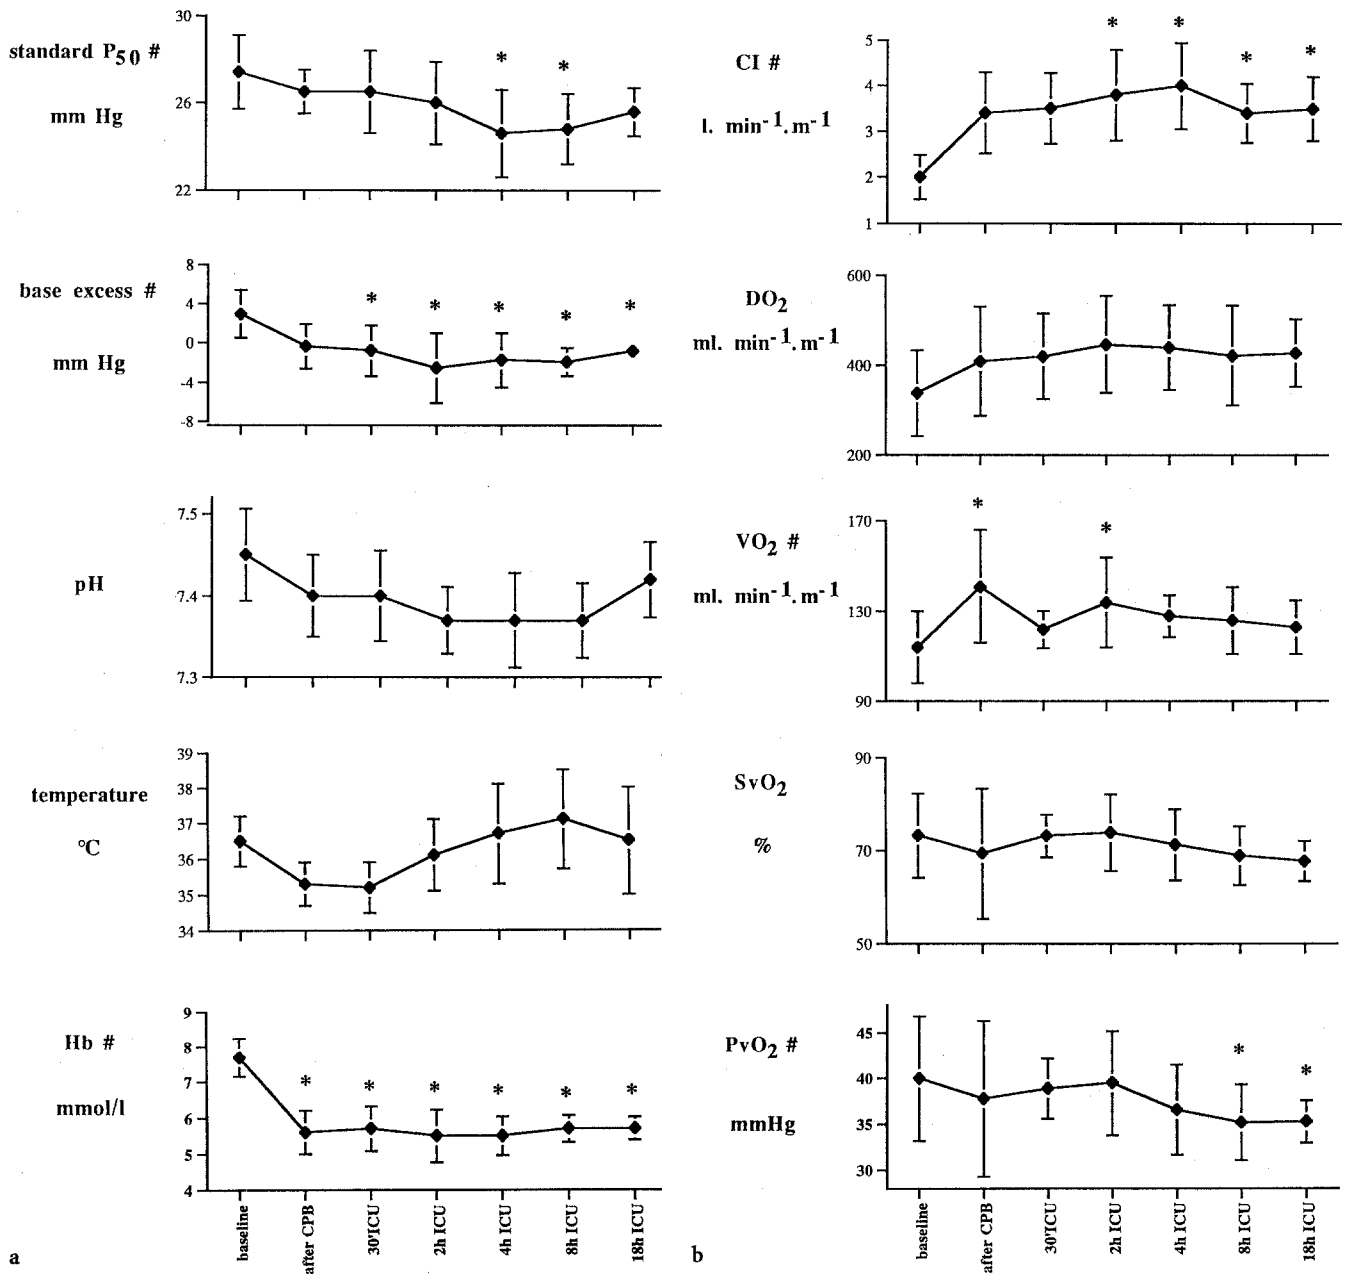 standard P50 #
mm Hg
30
26
22
*
*
base excess #
mm Hg
8
4
0
-4
-8
*
*
*
*
*
pH
7.5
7.4
7.3
temperature
°C
39
38
37
36
35
34
Hb #
mmol/l
9
8
7
6
5
4
*
*
*
*
*
*
baseline
after CPB
30'ICU
2h ICU
4h ICU
8h ICU
18h ICU
a
CI #
l. min-1.m-1
5
4
3
2
1
*
*
*
*
DO2
ml. min-1.m-1
600
400
200
VO2 #
ml. min-1.m-1
170
130
90
*
*
SvO2
%
90
70
50
PvO2 #
mmHg
45
40
35
30
*
*
baseline
after CPB
30'ICU
2h ICU
4h ICU
8h ICU
18h ICU
b